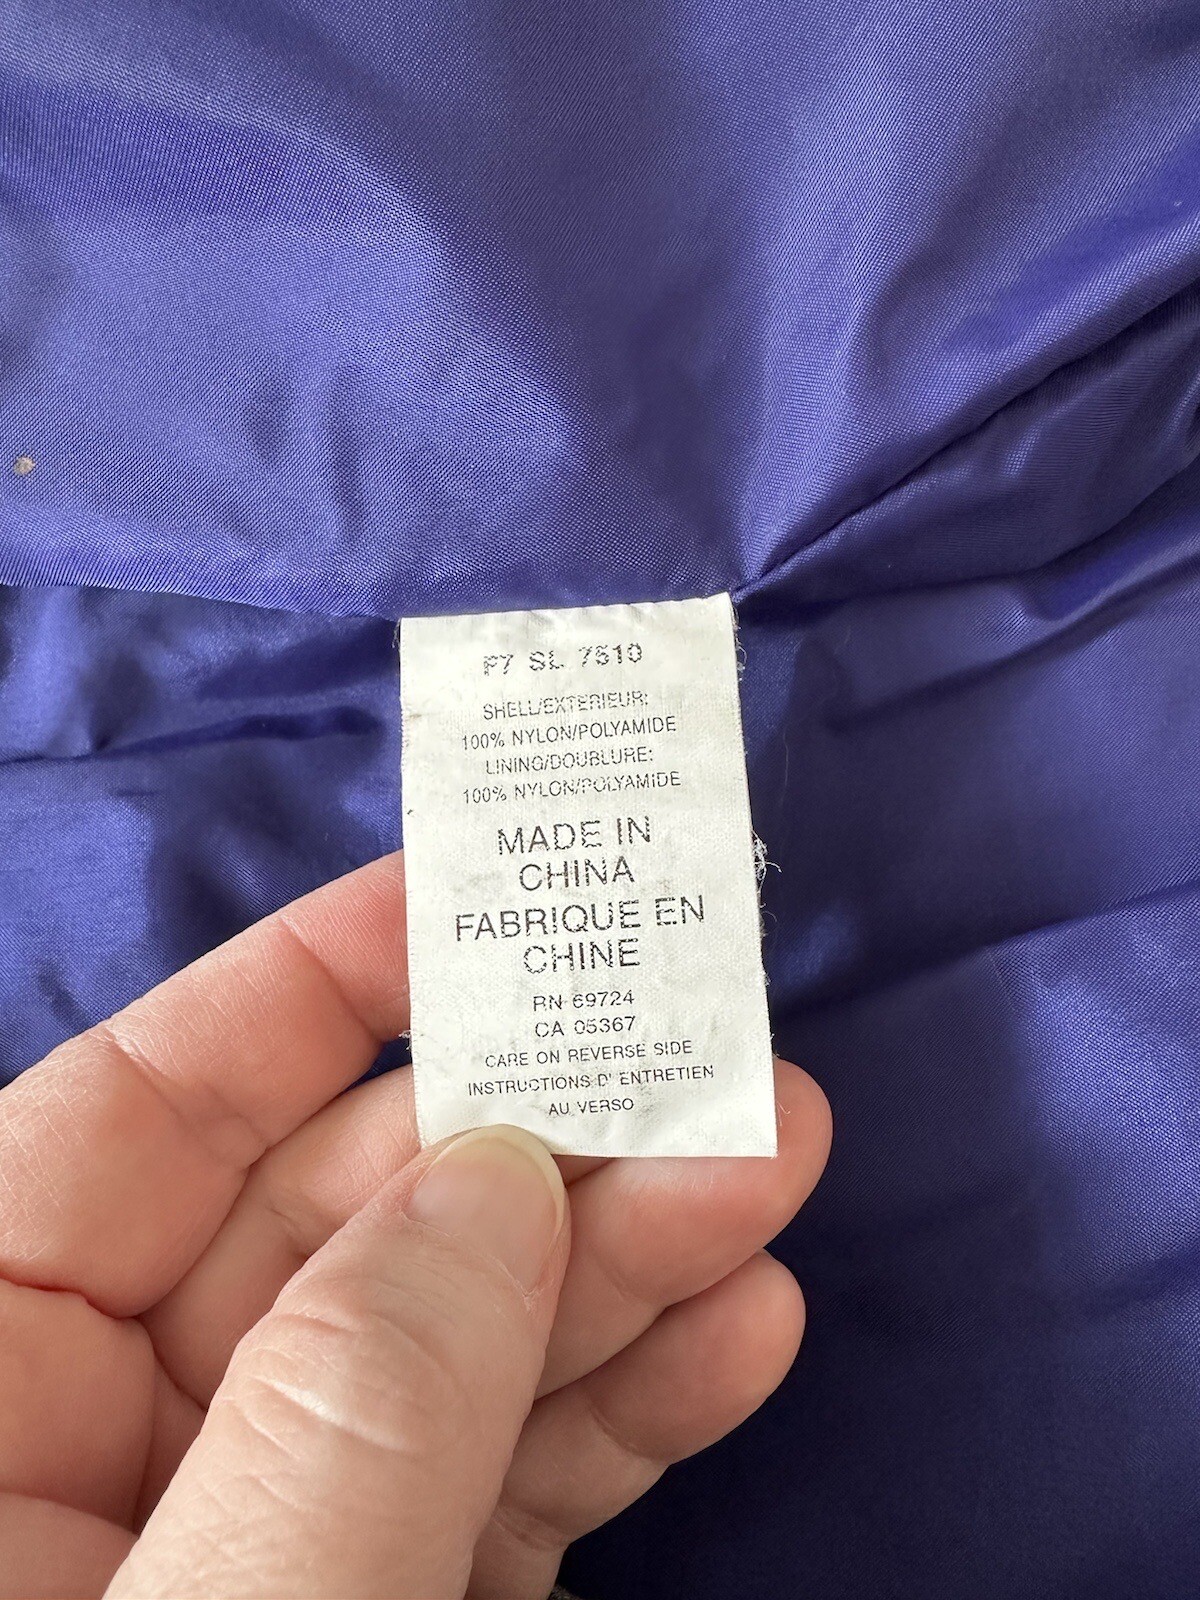 F7 SL 7510
SHELL/EXTERIEUR:
100% NYLON/POLYAMIDE
LINING/DOUBLURE:
100% NYLON/POLYAMIDE
MADE IN
CHINA
FABRIQUE EN
CHINE
RN 69724
CA 05367
CARE ON REVERSE SIDE
INSTRUCTIONS D' ENTRETIEN
AU VERSO